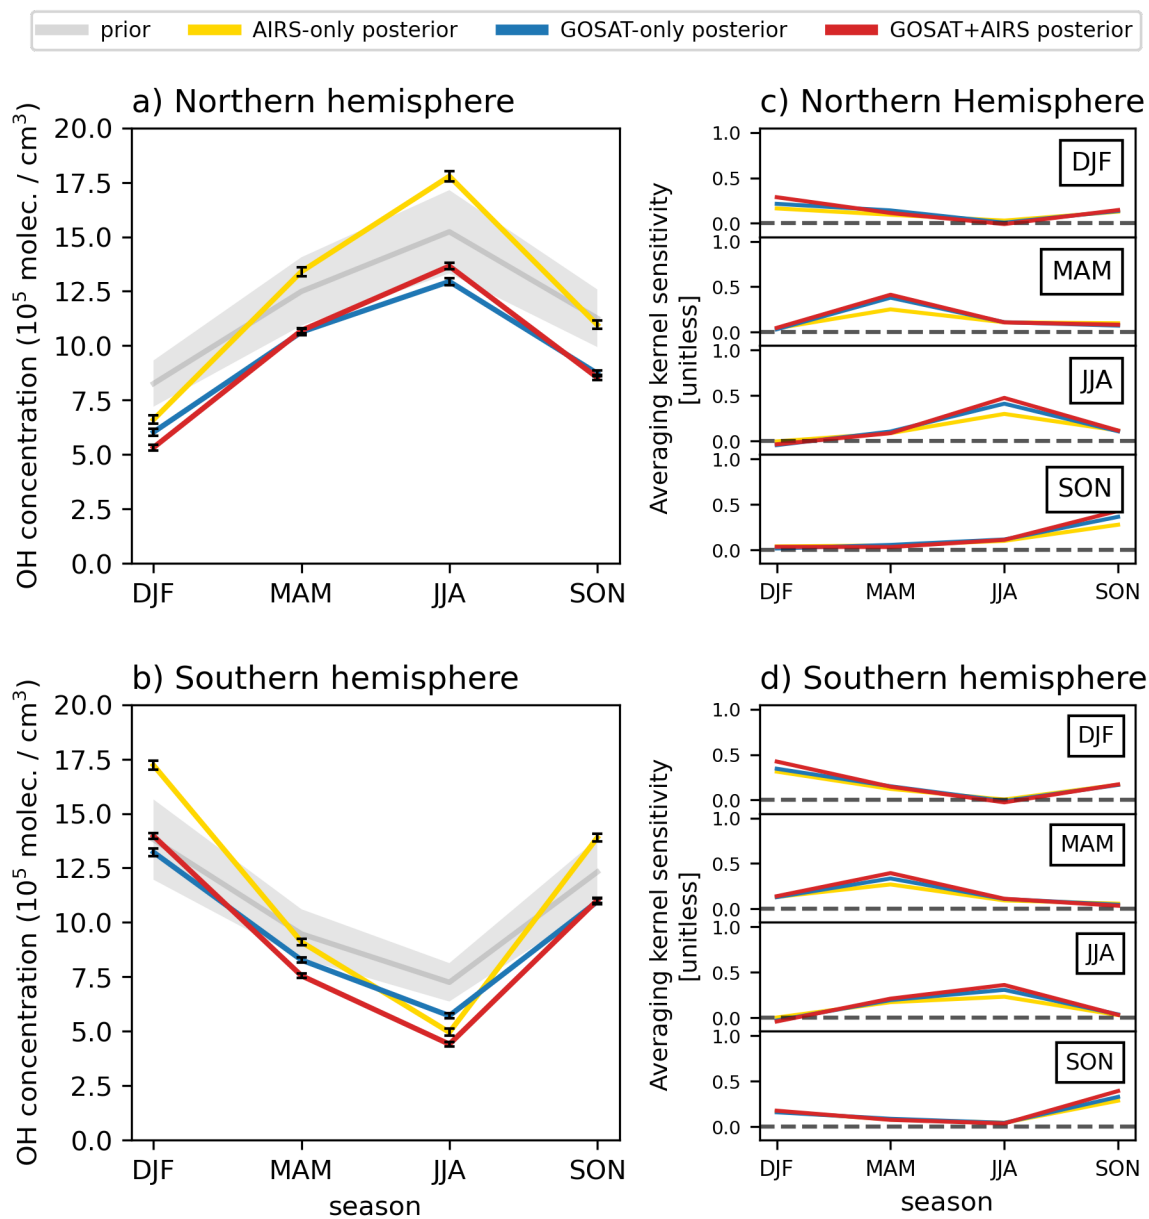 prior
AIRS-only posterior
GOSAT-only posterior
GOSAT+AIRS posterior
a) Northern hemisphere
OH concentration (10⁵ molec. / cm³)
20.0
17.5
15.0
12.5
10.0
7.5
5.0
2.5
0.0
DJF
MAM
JJA
SON
c) Northern Hemisphere
Averaging kernel sensitivity
[unitless]
1.0
0.5
0.0
DJF
1.0
0.5
0.0
MAM
1.0
0.5
0.0
JJA
1.0
0.5
0.0
SON
DJF
MAM
JJA
SON
b) Southern hemisphere
OH concentration (10⁵ molec. / cm³)
20.0
17.5
15.0
12.5
10.0
7.5
5.0
2.5
0.0
DJF
MAM
JJA
SON
season
d) Southern hemisphere
Averaging kernel sensitivity
[unitless]
1.0
0.5
0.0
DJF
1.0
0.5
0.0
MAM
1.0
0.5
0.0
JJA
1.0
0.5
0.0
SON
DJF
MAM
JJA
SON
season